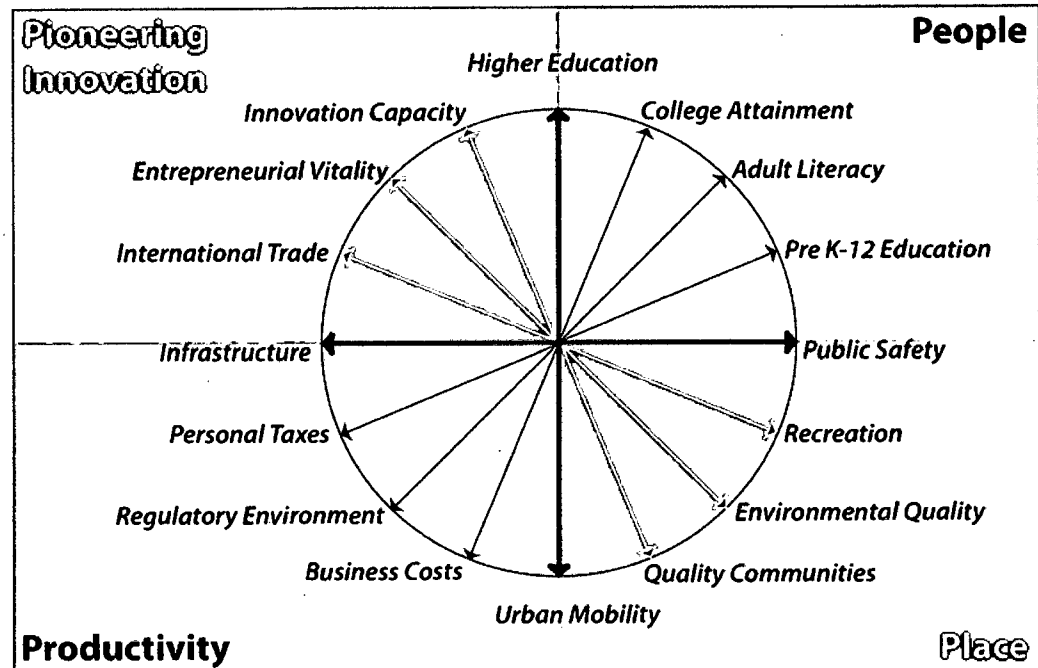 Pioneering
Innovation
People
Higher Education
Innovation Capacity
College Attainment
Entrepreneurial Vitality
Adult Literacy
International Trade
Pre K-12 Education
Infrastructure
Public Safety
Personal Taxes
Recreation
Regulatory Environment
Environmental Quality
Business Costs
Quality Communities
Urban Mobility
Productivity
Place